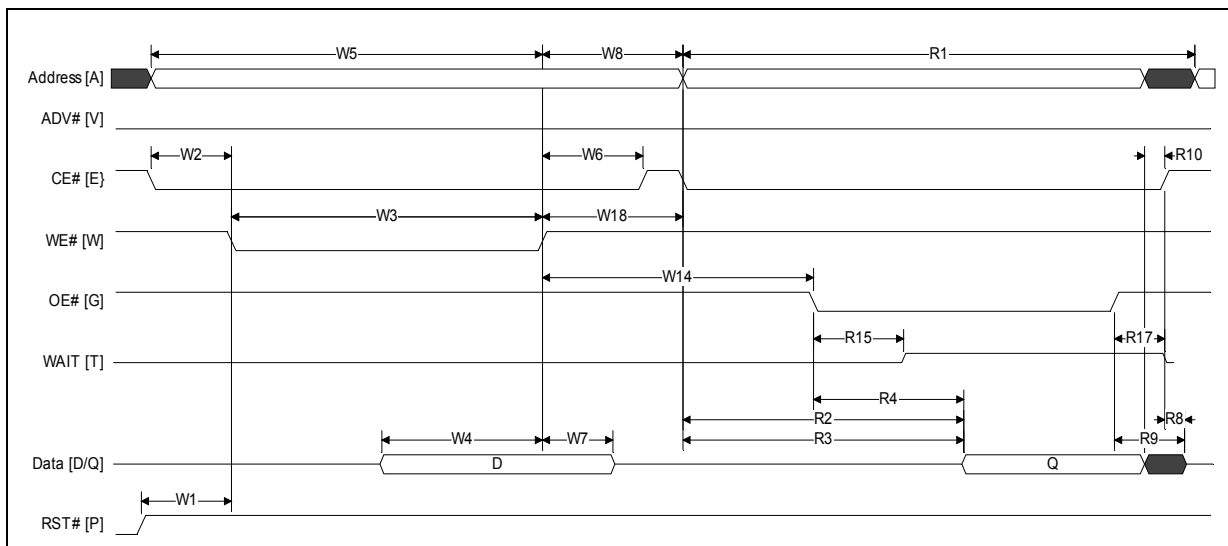 W5 W8 R1
Address [A]
ADV# [V]
W2 W6 R10
CE# [E}
W3 W18
WE# [W]
W14
OE# [G]
R15 R17
WAIT [T]
R4
R2 R8
W4 W7 R3 R9
Data [D/Q] D Q
W1
RST# [P]